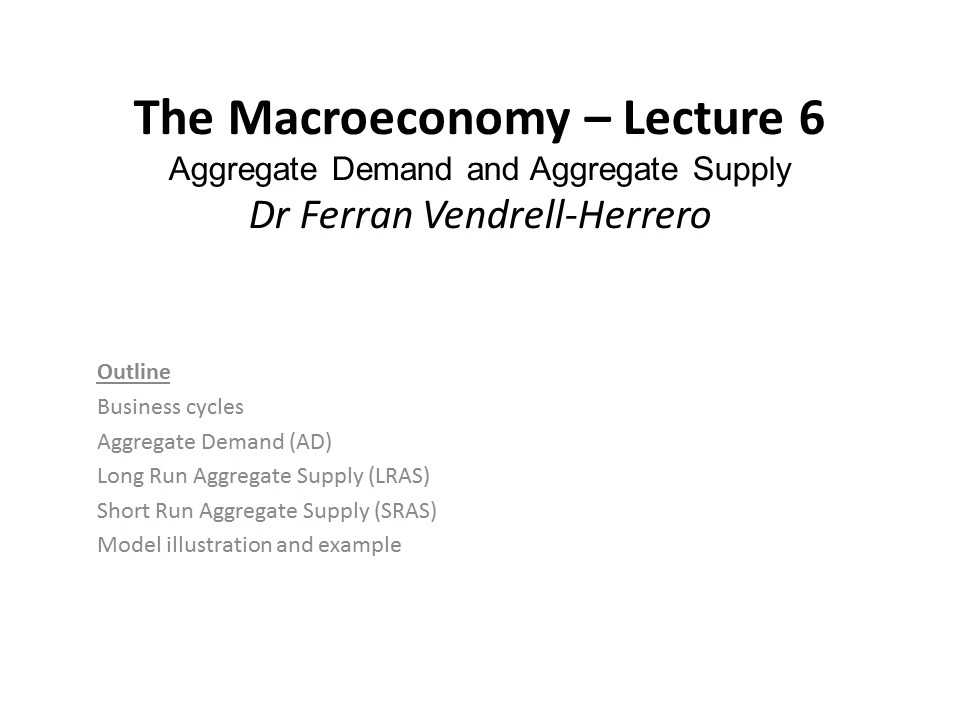 The Macroeconomy – Lecture 6
Aggregate Demand and Aggregate Supply
Dr Ferran Vendrell-Herrero
Outline
Business cycles
Aggregate Demand (AD)
Long Run Aggregate Supply (LRAS)
Short Run Aggregate Supply (SRAS)
Model illustration and example